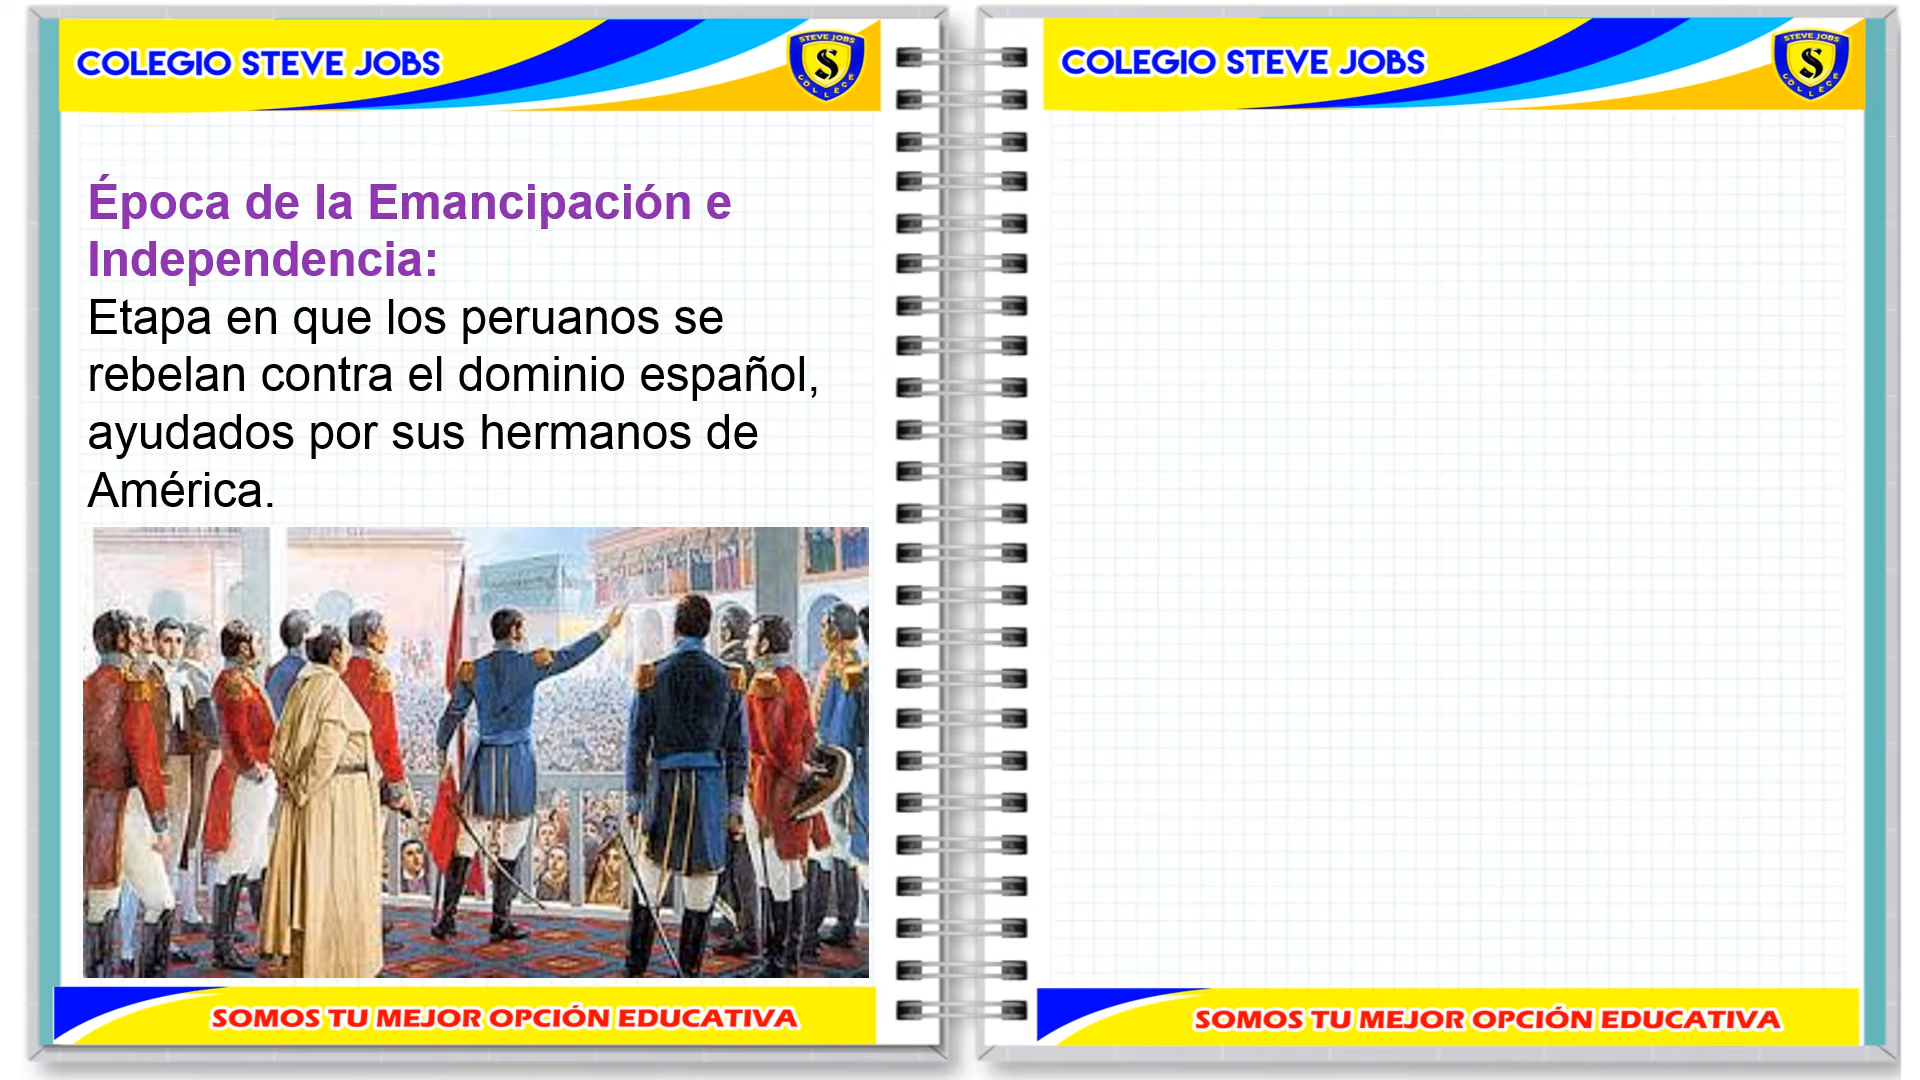 COLEGIO STEVE JOBS
STEVE JOBS
S
COLLEGE
Época de la Emancipación e
Independencia:
Etapa en que los peruanos se
rebelan contra el dominio español,
ayudados por sus hermanos de
América.
SOMOS TU MEJOR OPCIÓN EDUCATIVA
COLEGIO STEVE JOBS
STEVE JOBS
S
COLLEGE
SOMOS TU MEJOR OPCIÓN EDUCATIVA